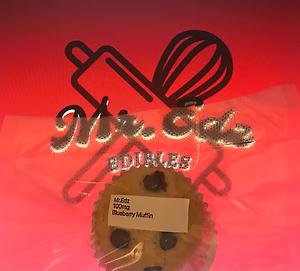 Mr. Edz
EDIBLES
Mr.Edz
100mg
Blueberry Muffin